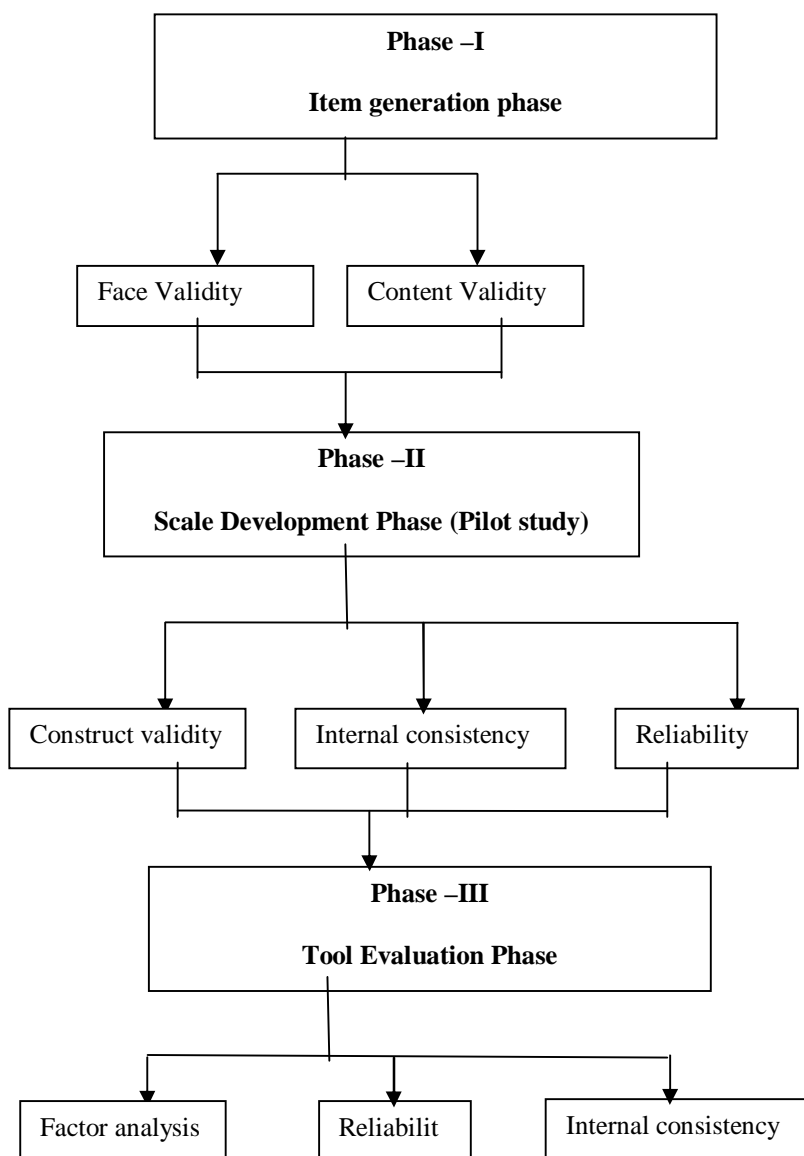 Phase –I
Item generation phase
Face Validity
Content Validity
Phase –II
Scale Development Phase (Pilot study)
Construct validity
Internal consistency
Reliability
Phase –III
Tool Evaluation Phase
Factor analysis
Reliabilit
Internal consistency